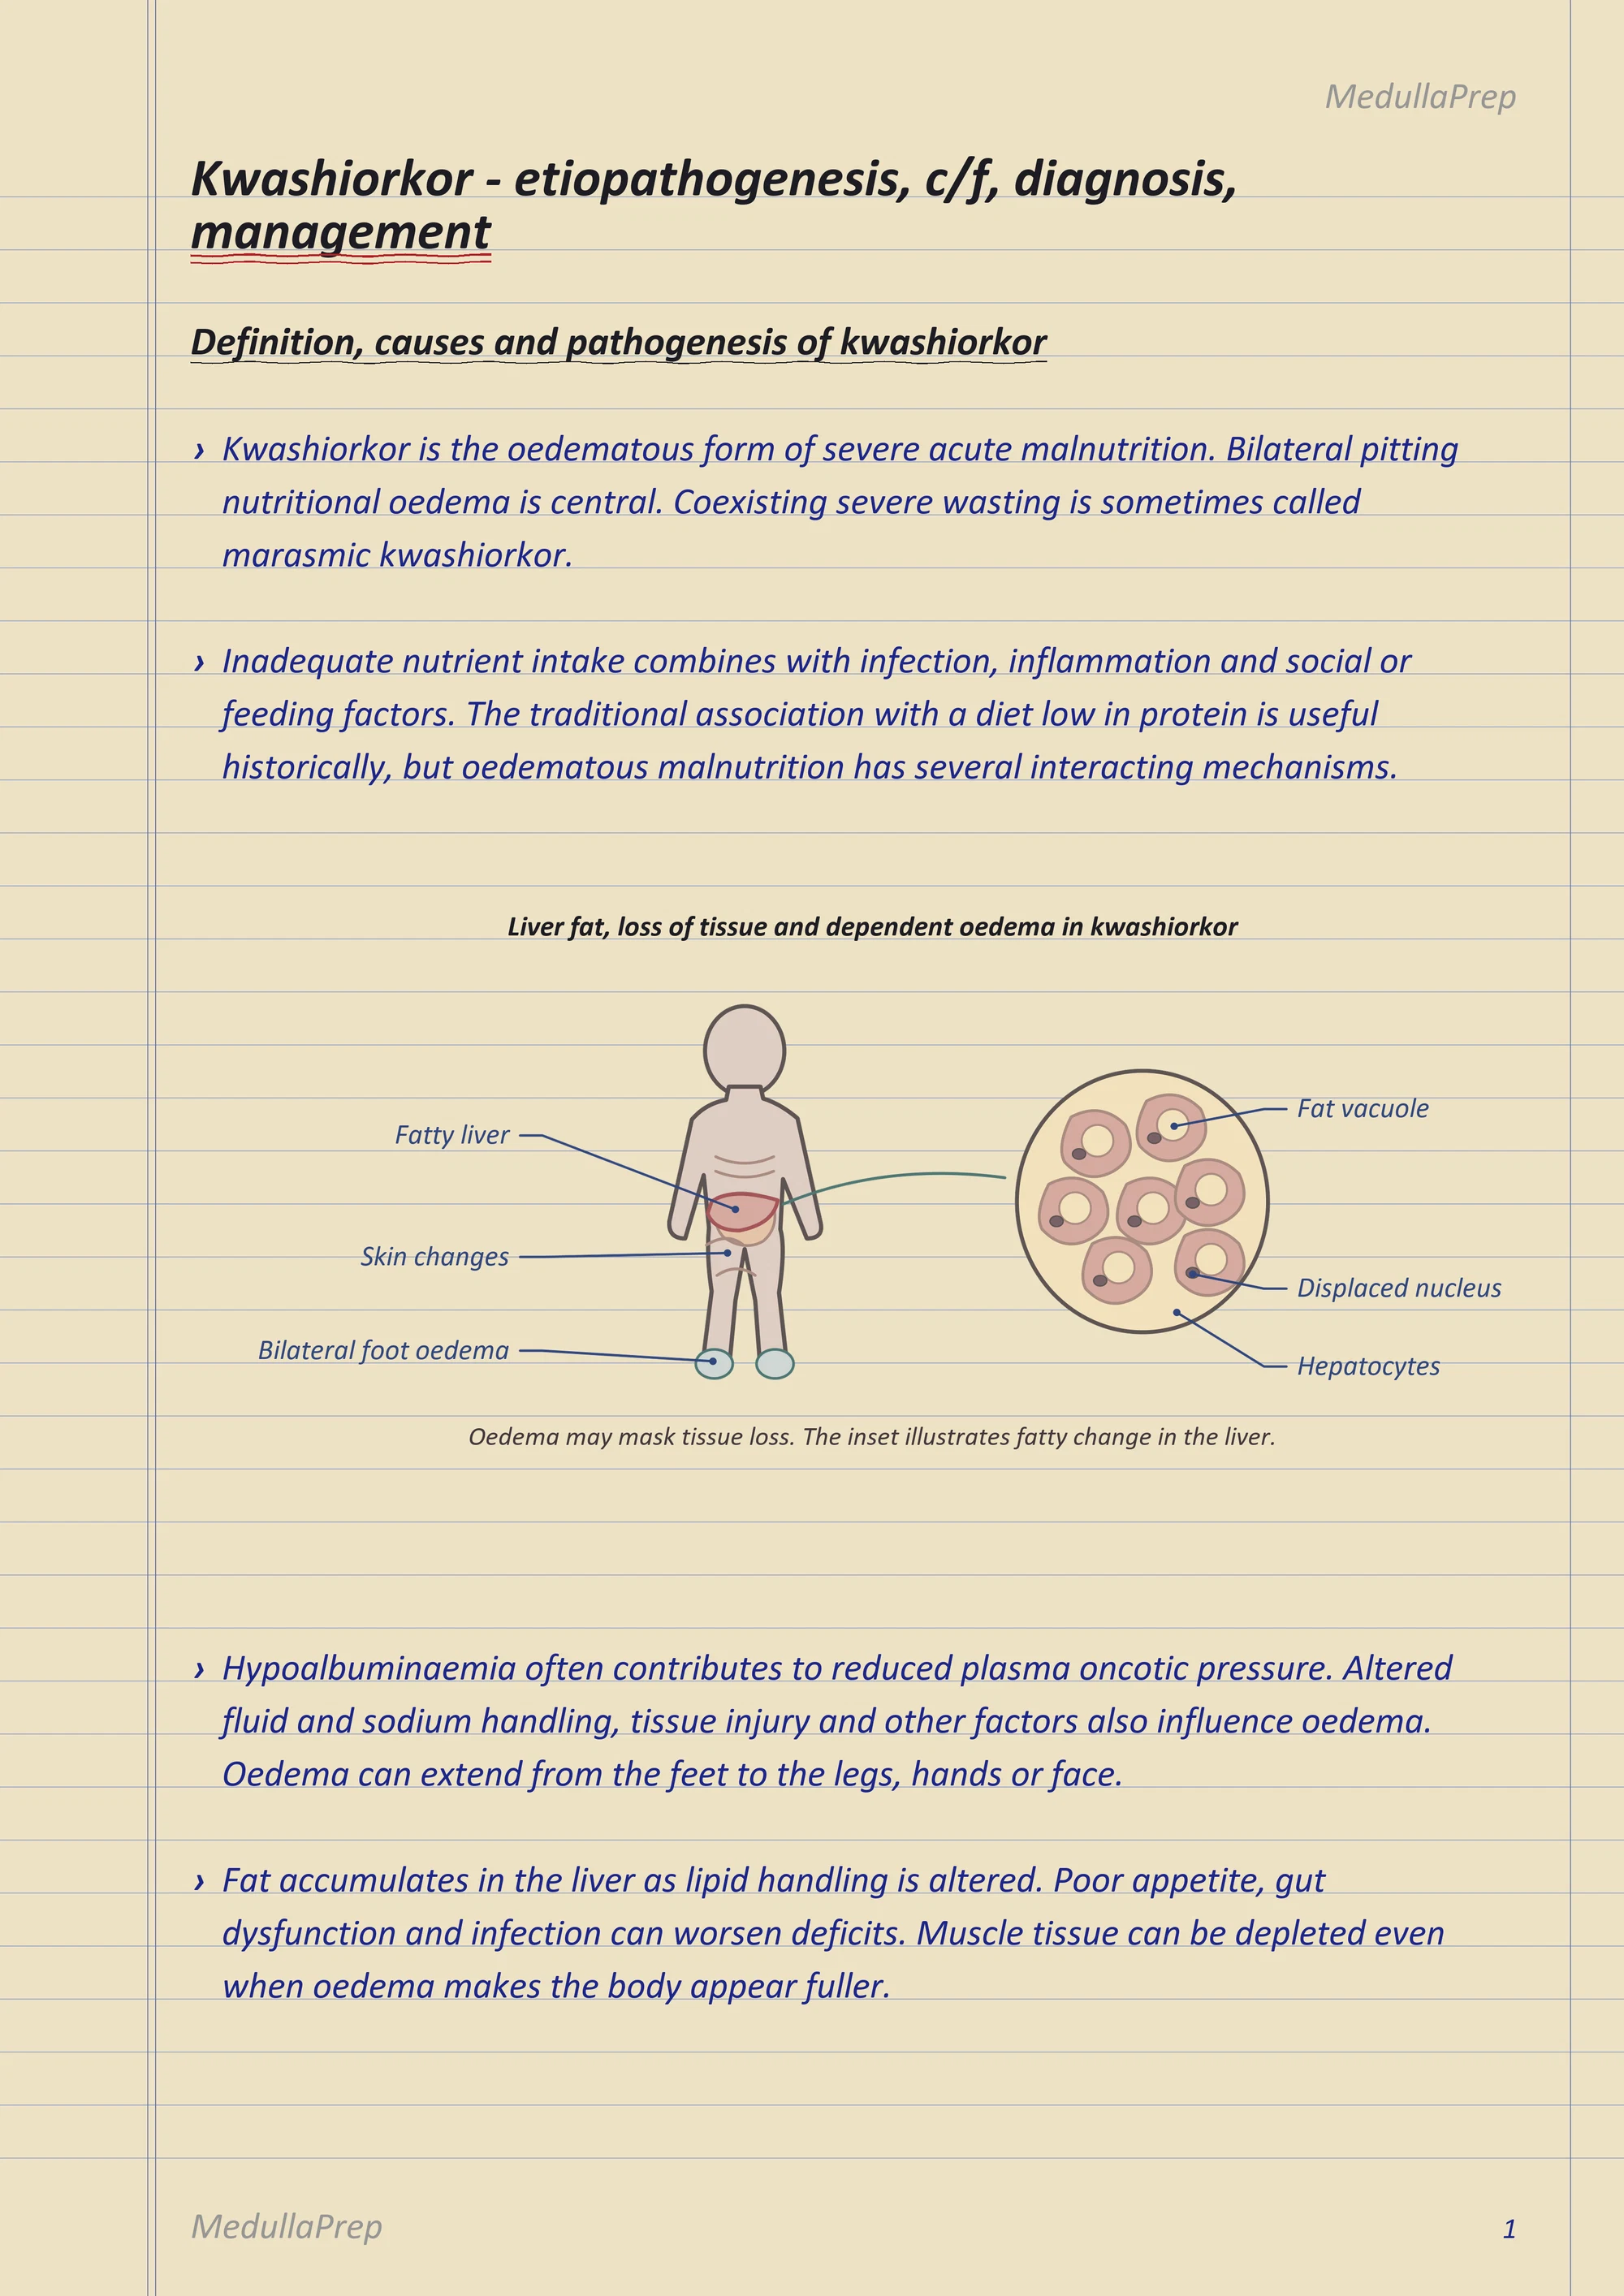 MedullaPrep
Kwashiorkor - etiopathogenesis, c/f, diagnosis,
management
Definition, causes and pathogenesis of kwashiorkor
› Kwashiorkor is the oedematous form of severe acute malnutrition. Bilateral pitting
nutritional oedema is central. Coexisting severe wasting is sometimes called
marasmic kwashiorkor.
› Inadequate nutrient intake combines with infection, inflammation and social or
feeding factors. The traditional association with a diet low in protein is useful
historically, but oedematous malnutrition has several interacting mechanisms.
Liver fat, loss of tissue and dependent oedema in kwashiorkor
Fatty liver
Skin changes
Bilateral foot oedema
Fat vacuole
Displaced nucleus
Hepatocytes
Oedema may mask tissue loss. The inset illustrates fatty change in the liver.
› Hypoalbuminaemia often contributes to reduced plasma oncotic pressure. Altered
fluid and sodium handling, tissue injury and other factors also influence oedema.
Oedema can extend from the feet to the legs, hands or face.
› Fat accumulates in the liver as lipid handling is altered. Poor appetite, gut
dysfunction and infection can worsen deficits. Muscle tissue can be depleted even
when oedema makes the body appear fuller.
MedullaPrep
1